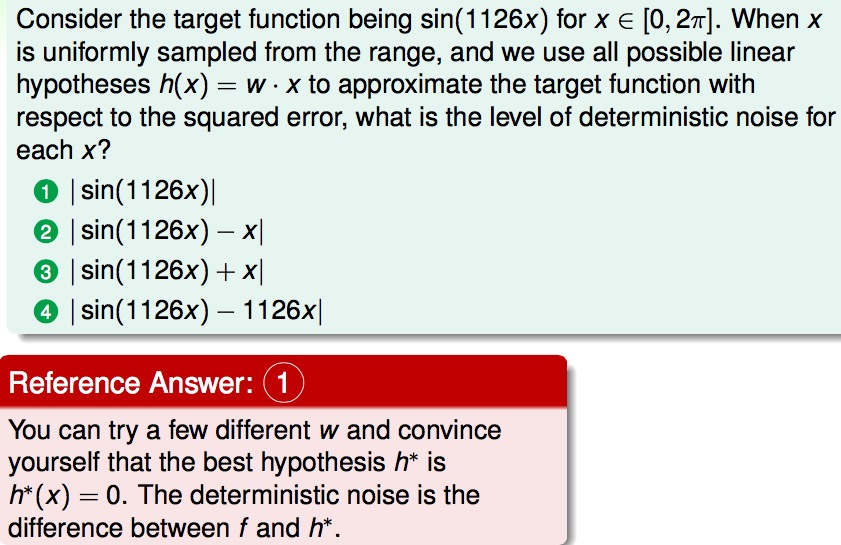 Consider the target function being sin(1126x) for x ∈ [0, 2π]. When x
is uniformly sampled from the range, and we use all possible linear
hypotheses h(x) = w · x to approximate the target function with
respect to the squared error, what is the level of deterministic noise for
each x?
1 | sin(1126x)|
2 | sin(1126x) − x|
3 | sin(1126x) + x|
4 | sin(1126x) − 1126x|
Reference Answer: 1
You can try a few different w and convince
yourself that the best hypothesis h* is
h*(x) = 0. The deterministic noise is the
difference between f and h*.